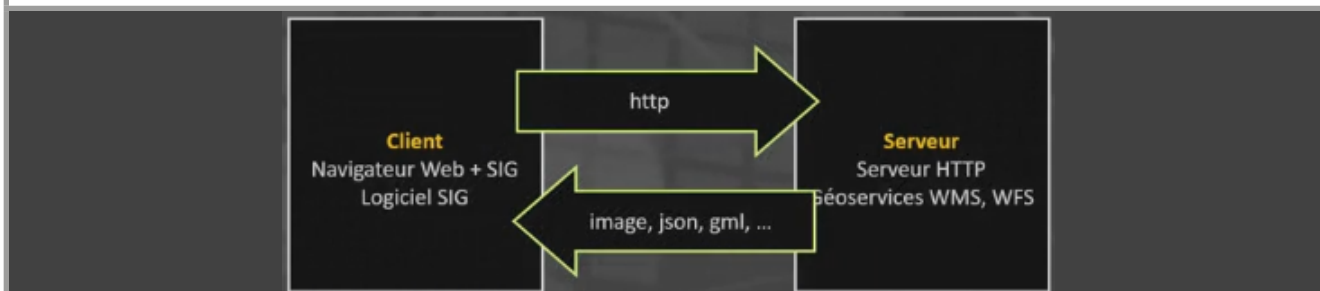 Client
Navigateur Web + SIG
Logiciel SIG
http
image, json, gml, ...
Serveur
Serveur HTTP
Géoservices WMS, WFS